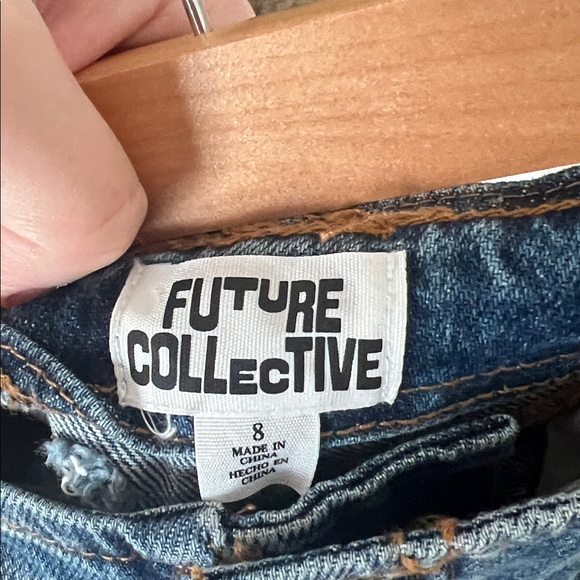 FUTURE
COLLECTIVE
8
MADE IN
CHINA
HECHO EN
CHINA